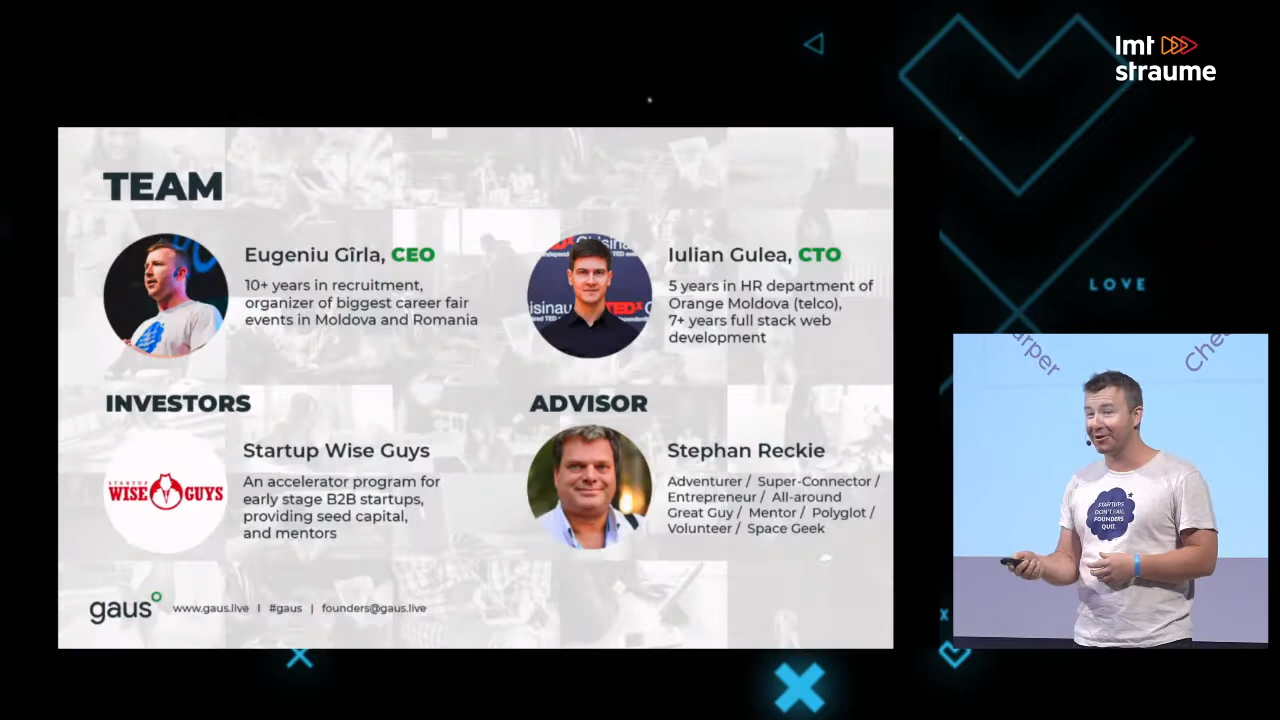 lmt
straume
TEAM
Eugeniu Gîrla, CEO
10+ years in recruitment,
organizer of biggest career fair
events in Moldova and Romania
Iulian Gulea, CTO
5 years in HR department of
Orange Moldova (telco),
7+ years full stack web
development
INVESTORS
STARTUP
WISE GUYS
Startup Wise Guys
An accelerator program for
early stage B2B startups,
providing seed capital,
and mentors
ADVISOR
Stephan Reckie
Adventurer / Super-Connector /
Entrepreneur / All-around
Great Guy / Mentor / Polyglot /
Volunteer / Space Geek
gaus
www.gaus.live | #gaus | founders@gaus.live
LOVE
STARTUPS
DON'T FAIL,
FOUNDERS
QUIT.